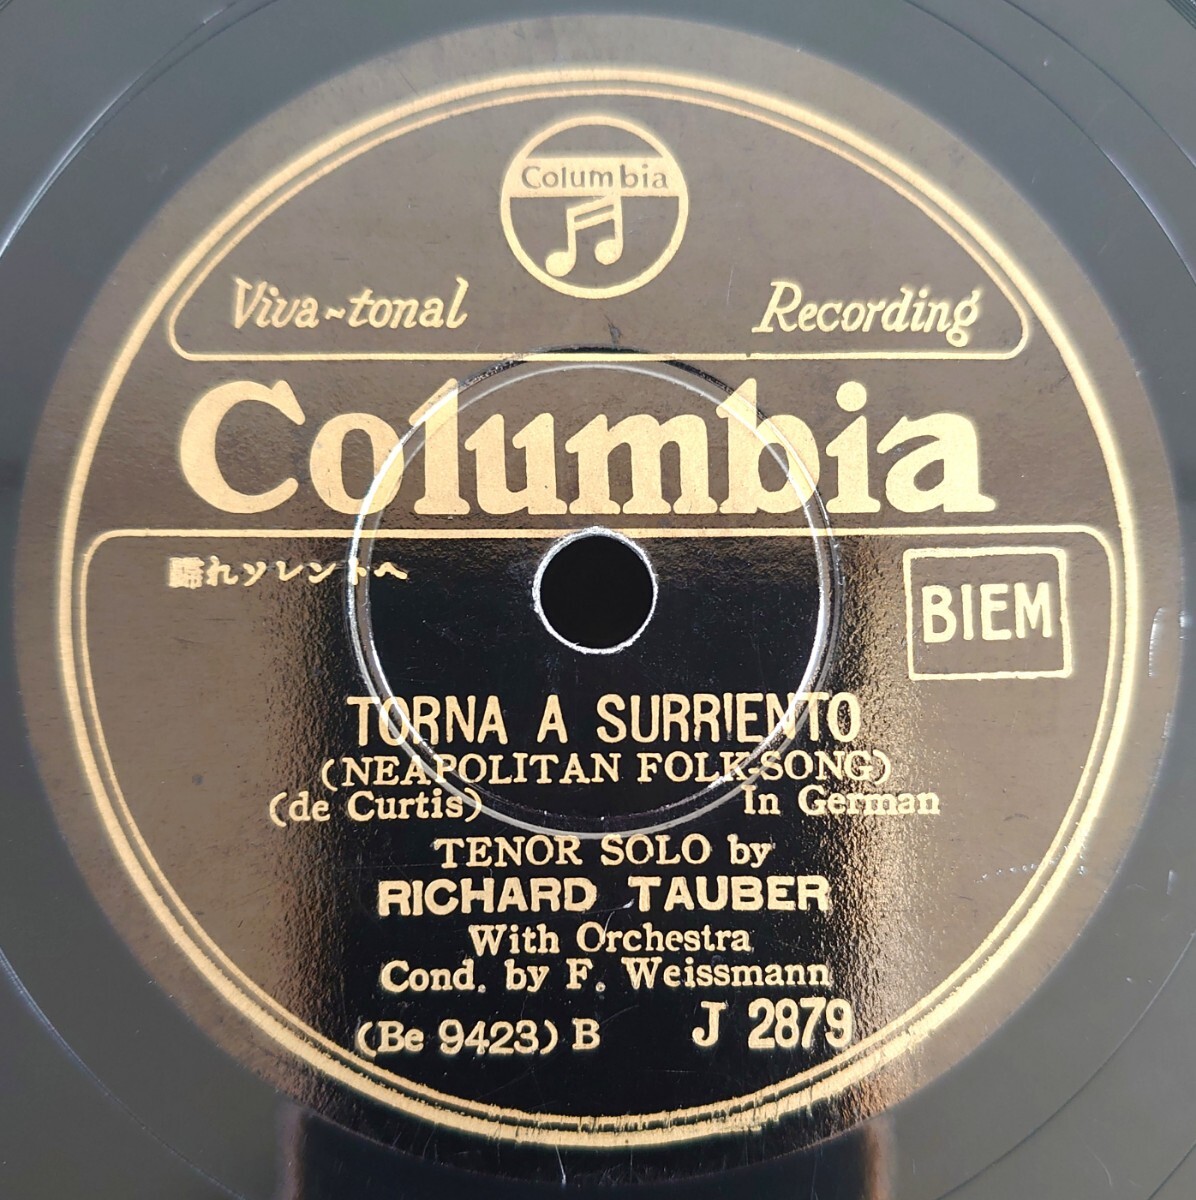 Columbia
Viva-tonal Recording
Columbia
歸れソレントへ
BIEM
TORNA A SURRIENTO
(NEAPOLITAN FOLK-SONG)
(de Curtis) In German
TENOR SOLO by
RICHARD TAUBER
With Orchestra
Cond. by F. Weissmann
(Be 9423) B J 2879